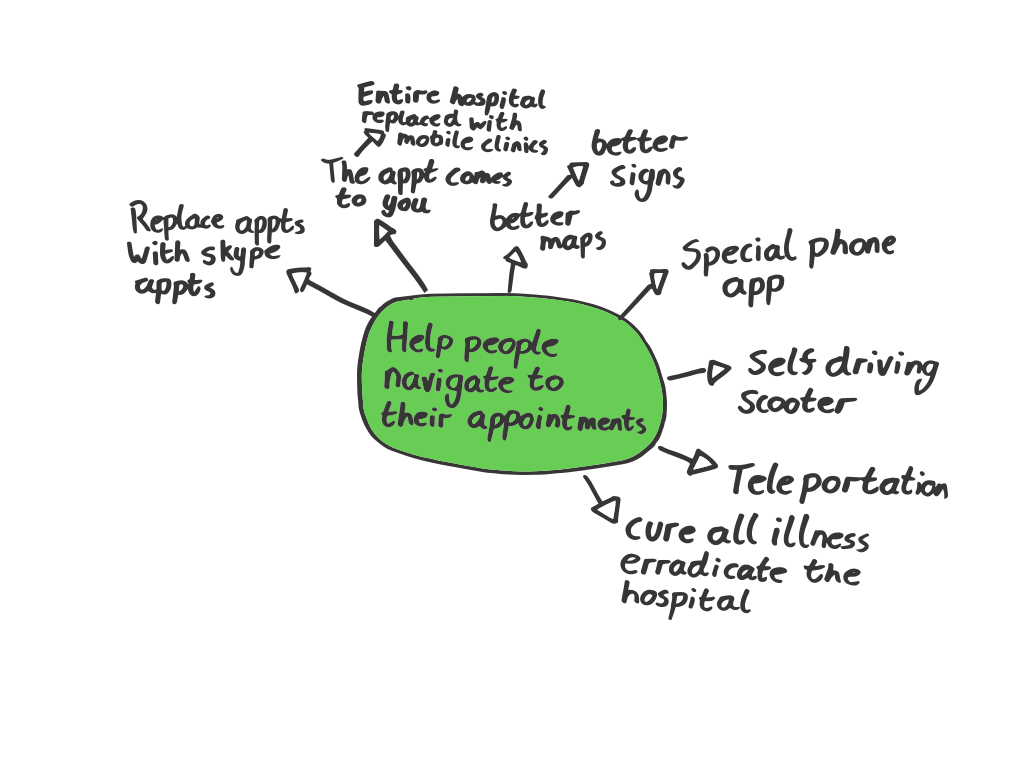 Entire hospital
replaced with
mobile clinics
The appt comes
to you
better
signs
better
maps
Replace appts
with skype
appts
Special phone
app
Help people
navigate to
their appointments
Self driving
scooter
Teleportation
cure all illness
erradicate the
hospital